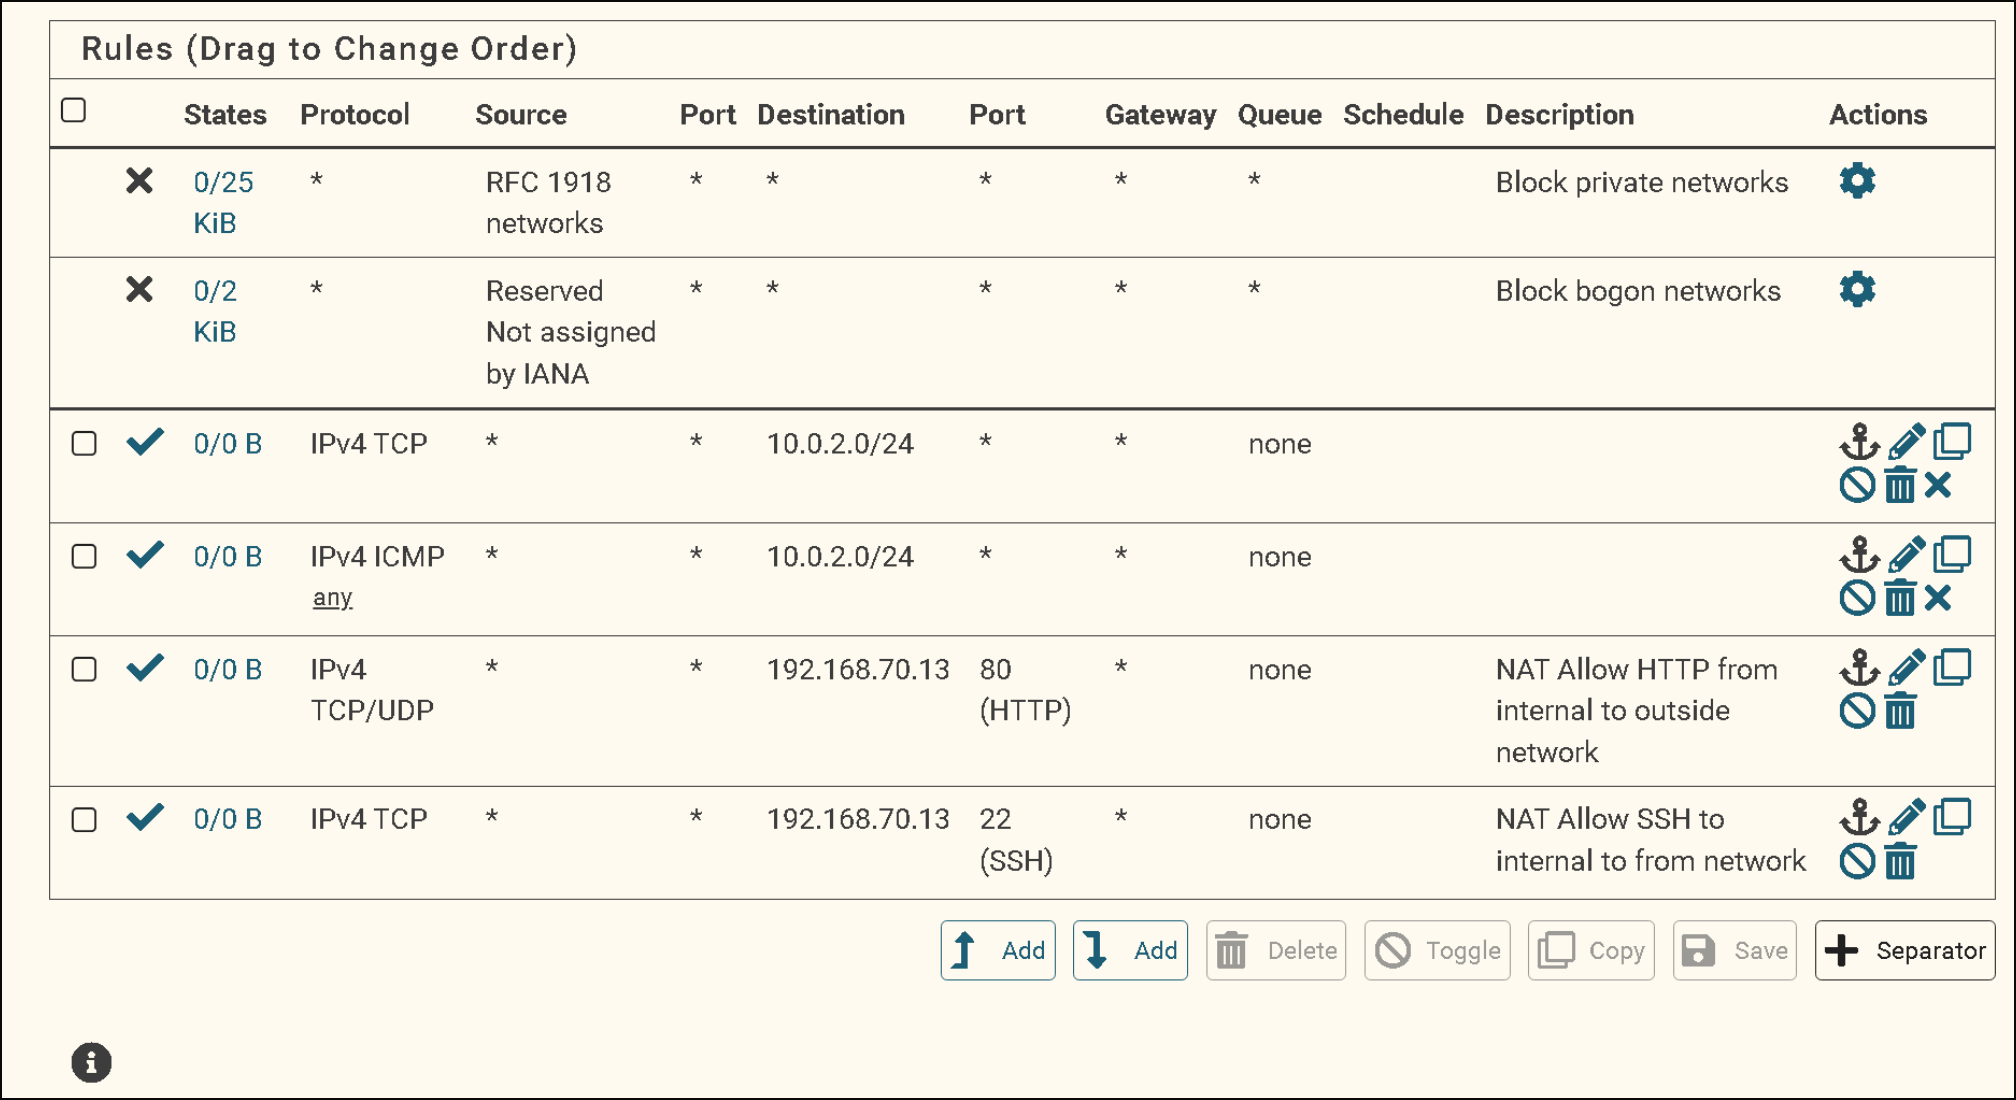 Rules (Drag to Change Order)
States Protocol Source Port Destination Port Gateway Queue Schedule Description Actions
0/25 * RFC 1918 * * * * * Block private networks
KiB networks
0/2 * Reserved * * * * * Block bogon networks
KiB Not assigned
by IANA
0/0 B IPv4 TCP * * 10.0.2.0/24 * * none
0/0 B IPv4 ICMP * * 10.0.2.0/24 * * none
any
0/0 B IPv4 * * 192.168.70.13 80 * none NAT Allow HTTP from
TCP/UDP (HTTP) internal to outside
network
0/0 B IPv4 TCP * * 192.168.70.13 22 * none NAT Allow SSH to
(SSH) internal to from network
Add Add Delete Toggle Copy Save Separator